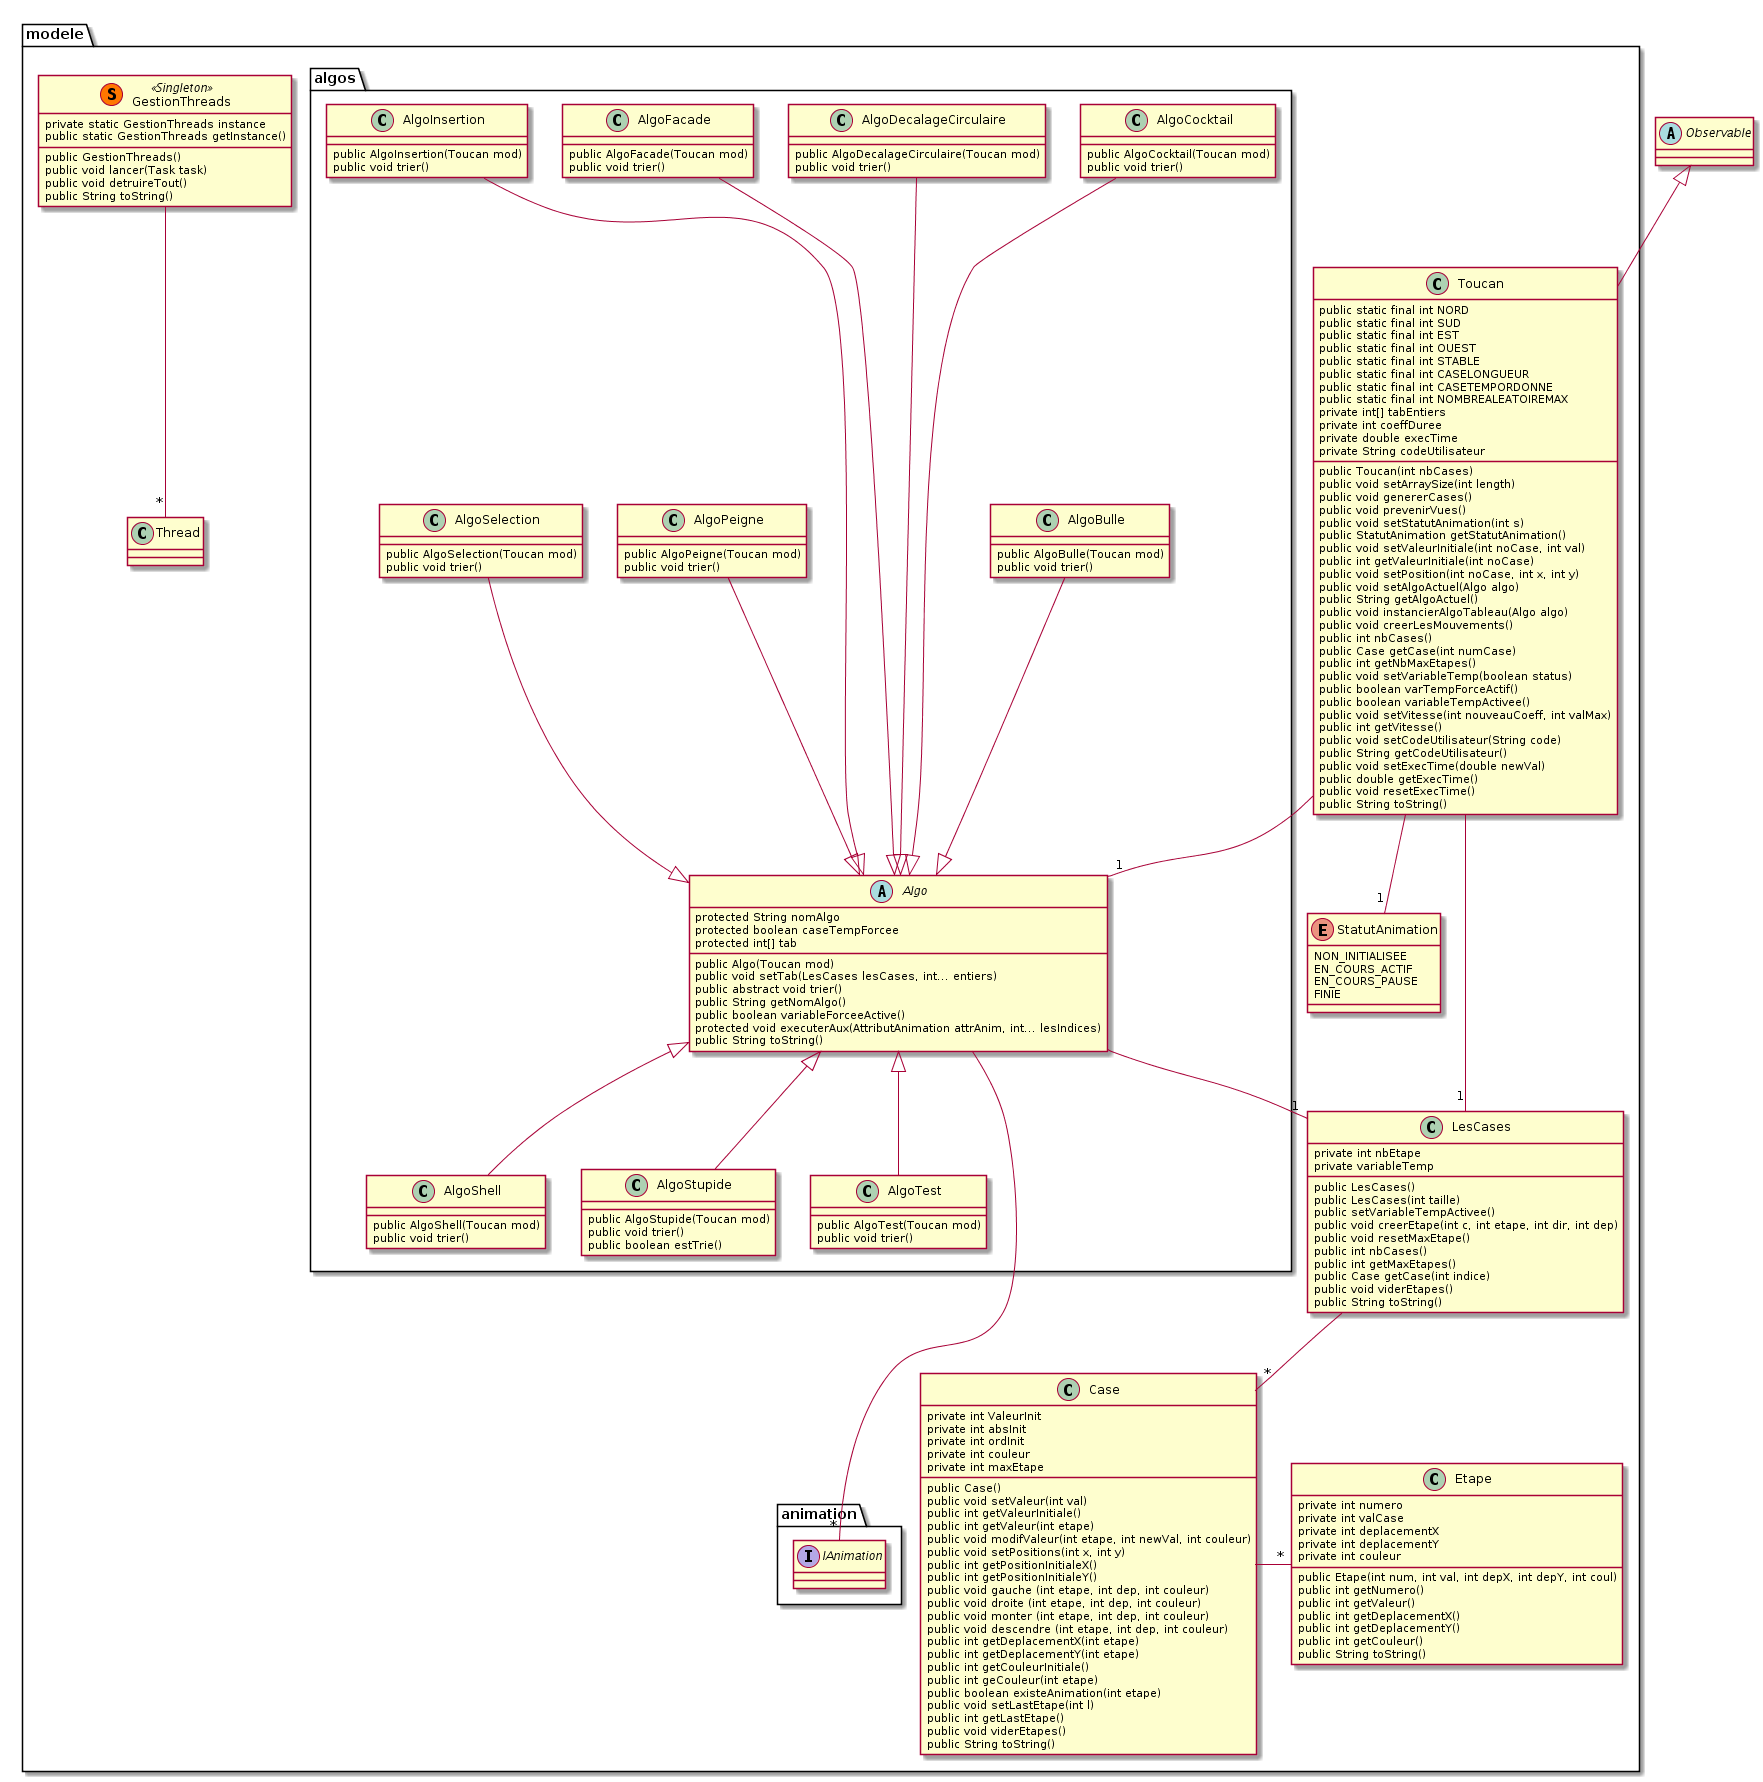 modele
S
«Singleton»
GestionThreads
private static GestionThreads instance
public static GestionThreads getInstance()
public GestionThreads()
public void lancer(Task task)
public void detruireTout()
public String toString()
*
C Thread
algos
C AlgoInsertion
public AlgoInsertion(Toucan mod)
public void trier()
C AlgoFacade
public AlgoFacade(Toucan mod)
public void trier()
C AlgoDecalageCirculaire
public AlgoDecalageCirculaire(Toucan mod)
public void trier()
C AlgoCocktail
public AlgoCocktail(Toucan mod)
public void trier()
A Observable
C Toucan
public static final int NORD
public static final int SUD
public static final int EST
public static final int OUEST
public static final int STABLE
public static final int CASELONGUEUR
public static final int CASETEMPORDONNE
public static final int NOMBREALEATOIREMAX
private int[] tabEntiers
private int coeffDuree
private double execTime
private String codeUtilisateur
public Toucan(int nbCases)
public void setArraySize(int length)
public void genererCases()
public void prevenirVues()
public void setStatutAnimation(int s)
public StatutAnimation getStatutAnimation()
public void setValeurInitiale(int noCase, int val)
public int getValeurInitiale(int noCase)
public void setPosition(int noCase, int x, int y)
public void setAlgoActuel(Algo algo)
public String getAlgoActuel()
public void instancierAlgoTableau(Algo algo)
public void creerLesMouvements()
public int nbCases()
public Case getCase(int numCase)
public int getNbMaxEtapes()
public void setVariableTemp(boolean status)
public boolean varTempForceActif()
public boolean variableTempActivee()
public void setVitesse(int nouveauCoeff, int valMax)
public int getVitesse()
public void setCodeUtilisateur(String code)
public String getCodeUtilisateur()
public void setExecTime(double newVal)
public double getExecTime()
public void resetExecTime()
public String toString()
C AlgoSelection
public AlgoSelection(Toucan mod)
public void trier()
C AlgoPeigne
public AlgoPeigne(Toucan mod)
public void trier()
C AlgoBulle
public AlgoBulle(Toucan mod)
public void trier()
1
A Algo
protected String nomAlgo
protected boolean caseTempForcee
protected int[] tab
public Algo(Toucan mod)
public void setTab(LesCases lesCases, int... entiers)
public abstract void trier()
public String getNomAlgo()
public boolean variableForceeActive()
protected void executerAux(AttributAnimation attrAnim, int... lesIndices)
public String toString()
1
E StatutAnimation
NON_INITIALISEE
EN_COURS_ACTIF
EN_COURS_PAUSE
FINIE
1
1
C LesCases
private int nbEtape
private variableTemp
public LesCases()
public LesCases(int taille)
public setVariableTempActivee()
public void creerEtape(int c, int etape, int dir, int dep)
public void resetMaxEtape()
public int nbCases()
public int getMaxEtapes()
public Case getCase(int indice)
public void viderEtapes()
public String toString()
C AlgoShell
public AlgoShell(Toucan mod)
public void trier()
C AlgoStupide
public AlgoStupide(Toucan mod)
public void trier()
public boolean estTrie()
C AlgoTest
public AlgoTest(Toucan mod)
public void trier()
*
C Case
private int ValeurInit
private int absInit
private int ordInit
private int couleur
private int maxEtape
public Case()
public void setValeur(int val)
public int getValeurInitiale()
public int getValeur(int etape)
public void modifValeur(int etape, int newVal, int couleur)
public void setPositions(int x, int y)
public int getPositionInitialeX()
public int getPositionInitialeY()
public void gauche (int etape, int dep, int couleur)
public void droite (int etape, int dep, int couleur)
public void monter (int etape, int dep, int couleur)
public void descendre (int etape, int dep, int couleur)
public int getDeplacementX(int etape)
public int getDeplacementY(int etape)
public int getCouleurInitiale()
public int geCouleur(int etape)
public boolean existeAnimation(int etape)
public void setLastEtape(int l)
public int getLastEtape()
public void viderEtapes()
public String toString()
*
C Etape
private int numero
private int valCase
private int deplacementX
private int deplacementY
private int couleur
public Etape(int num, int val, int depX, int depY, int coul)
public int getNumero()
public int getValeur()
public int getDeplacementX()
public int getDeplacementY()
public int getCouleur()
public String toString()
animation
*
I IAnimation